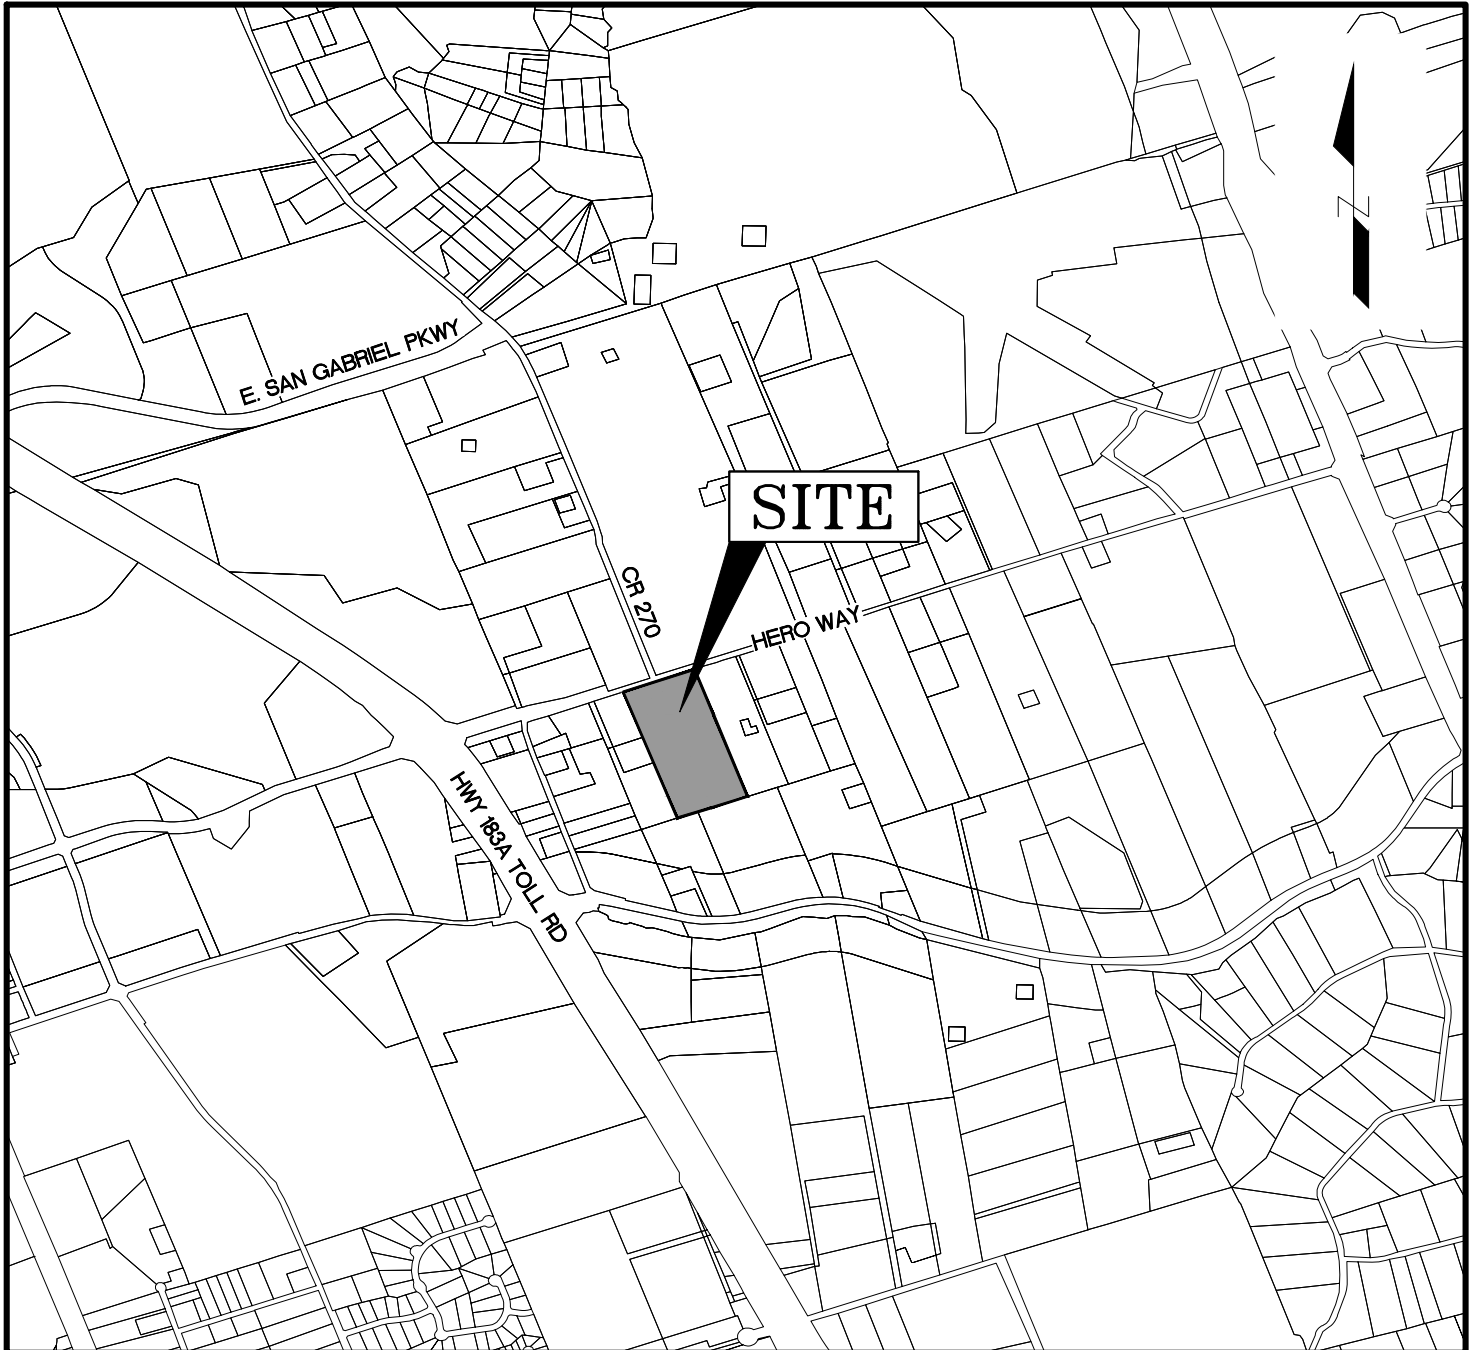 Z
E. SAN GABRIEL PKWY
SITE
CR 270
HERO WAY
HWY 183A TOLL RD